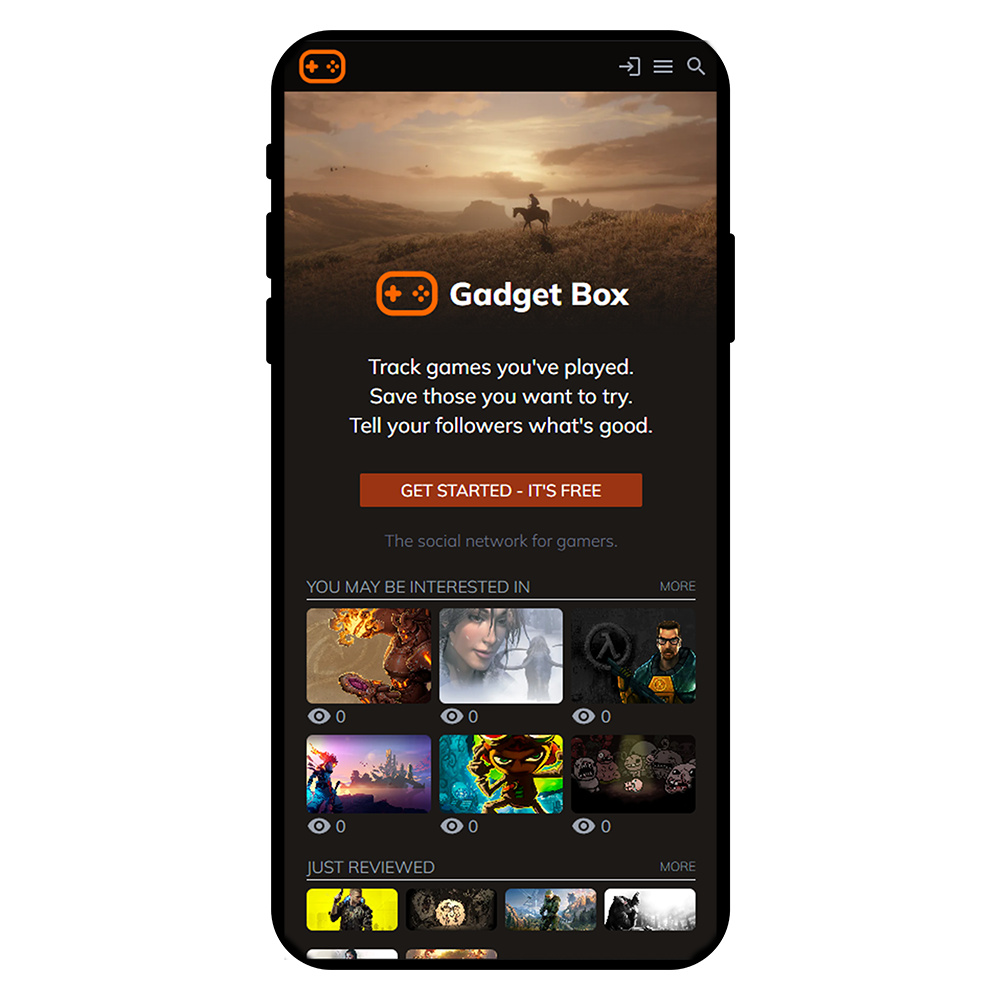 Gadget Box
Track games you've played.
Save those you want to try.
Tell your followers what's good.
GET STARTED - IT'S FREE
The social network for gamers.
YOU MAY BE INTERESTED IN MORE
0 0 0
0 0 0
JUST REVIEWED MORE